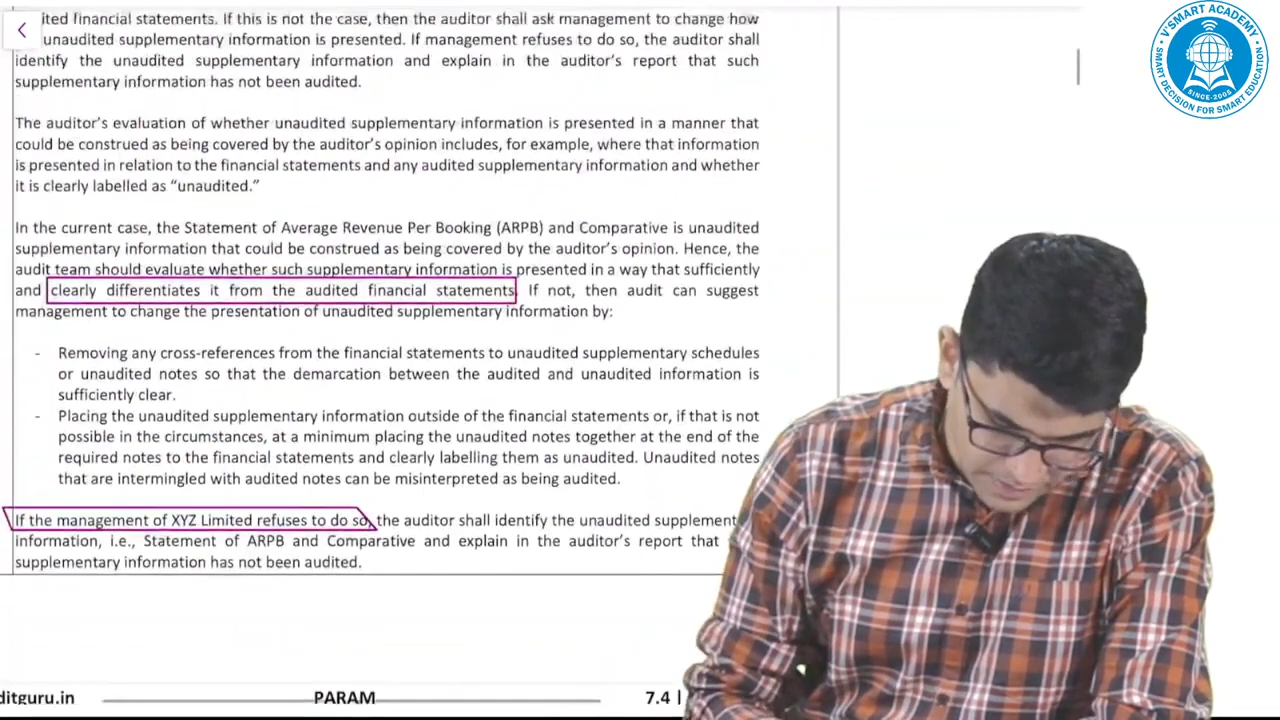 ited financial statements. If this is not the case, then the auditor shall ask management to change how
unaudited supplementary information is presented. If management refuses to do so, the auditor shall
identify the unaudited supplementary information and explain in the auditor's report that such
supplementary information has not been audited.
The auditor's evaluation of whether unaudited supplementary information is presented in a manner that
could be construed as being covered by the auditor's opinion includes, for example, where that information
is presented in relation to the financial statements and any audited supplementary information and whether
it is clearly labelled as "unaudited."
In the current case, the Statement of Average Revenue Per Booking (ARPB) and Comparative is unaudited
supplementary information that could be construed as being covered by the auditor's opinion. Hence, the
audit team should evaluate whether such supplementary information is presented in a way that sufficiently
and clearly differentiates it from the audited financial statements. If not, then audit can suggest
management to change the presentation of unaudited supplementary information by:
- Removing any cross-references from the financial statements to unaudited supplementary schedules
or unaudited notes so that the demarcation between the audited and unaudited information is
sufficiently clear.
- Placing the unaudited supplementary information outside of the financial statements or, if that is not
possible in the circumstances, at a minimum placing the unaudited notes together at the end of the
required notes to the financial statements and clearly labelling them as unaudited. Unaudited notes
that are intermingled with audited notes can be misinterpreted as being audited.
If the management of XYZ Limited refuses to do so, the auditor shall identify the unaudited supplement
information, i.e., Statement of ARPB and Comparative and explain in the auditor's report that
supplementary information has not been audited.
ditguru.in PARAM 7.4 |
V'SMART ACADEMY
SINCE-2005
SMART DECISION FOR SMART EDUCATION